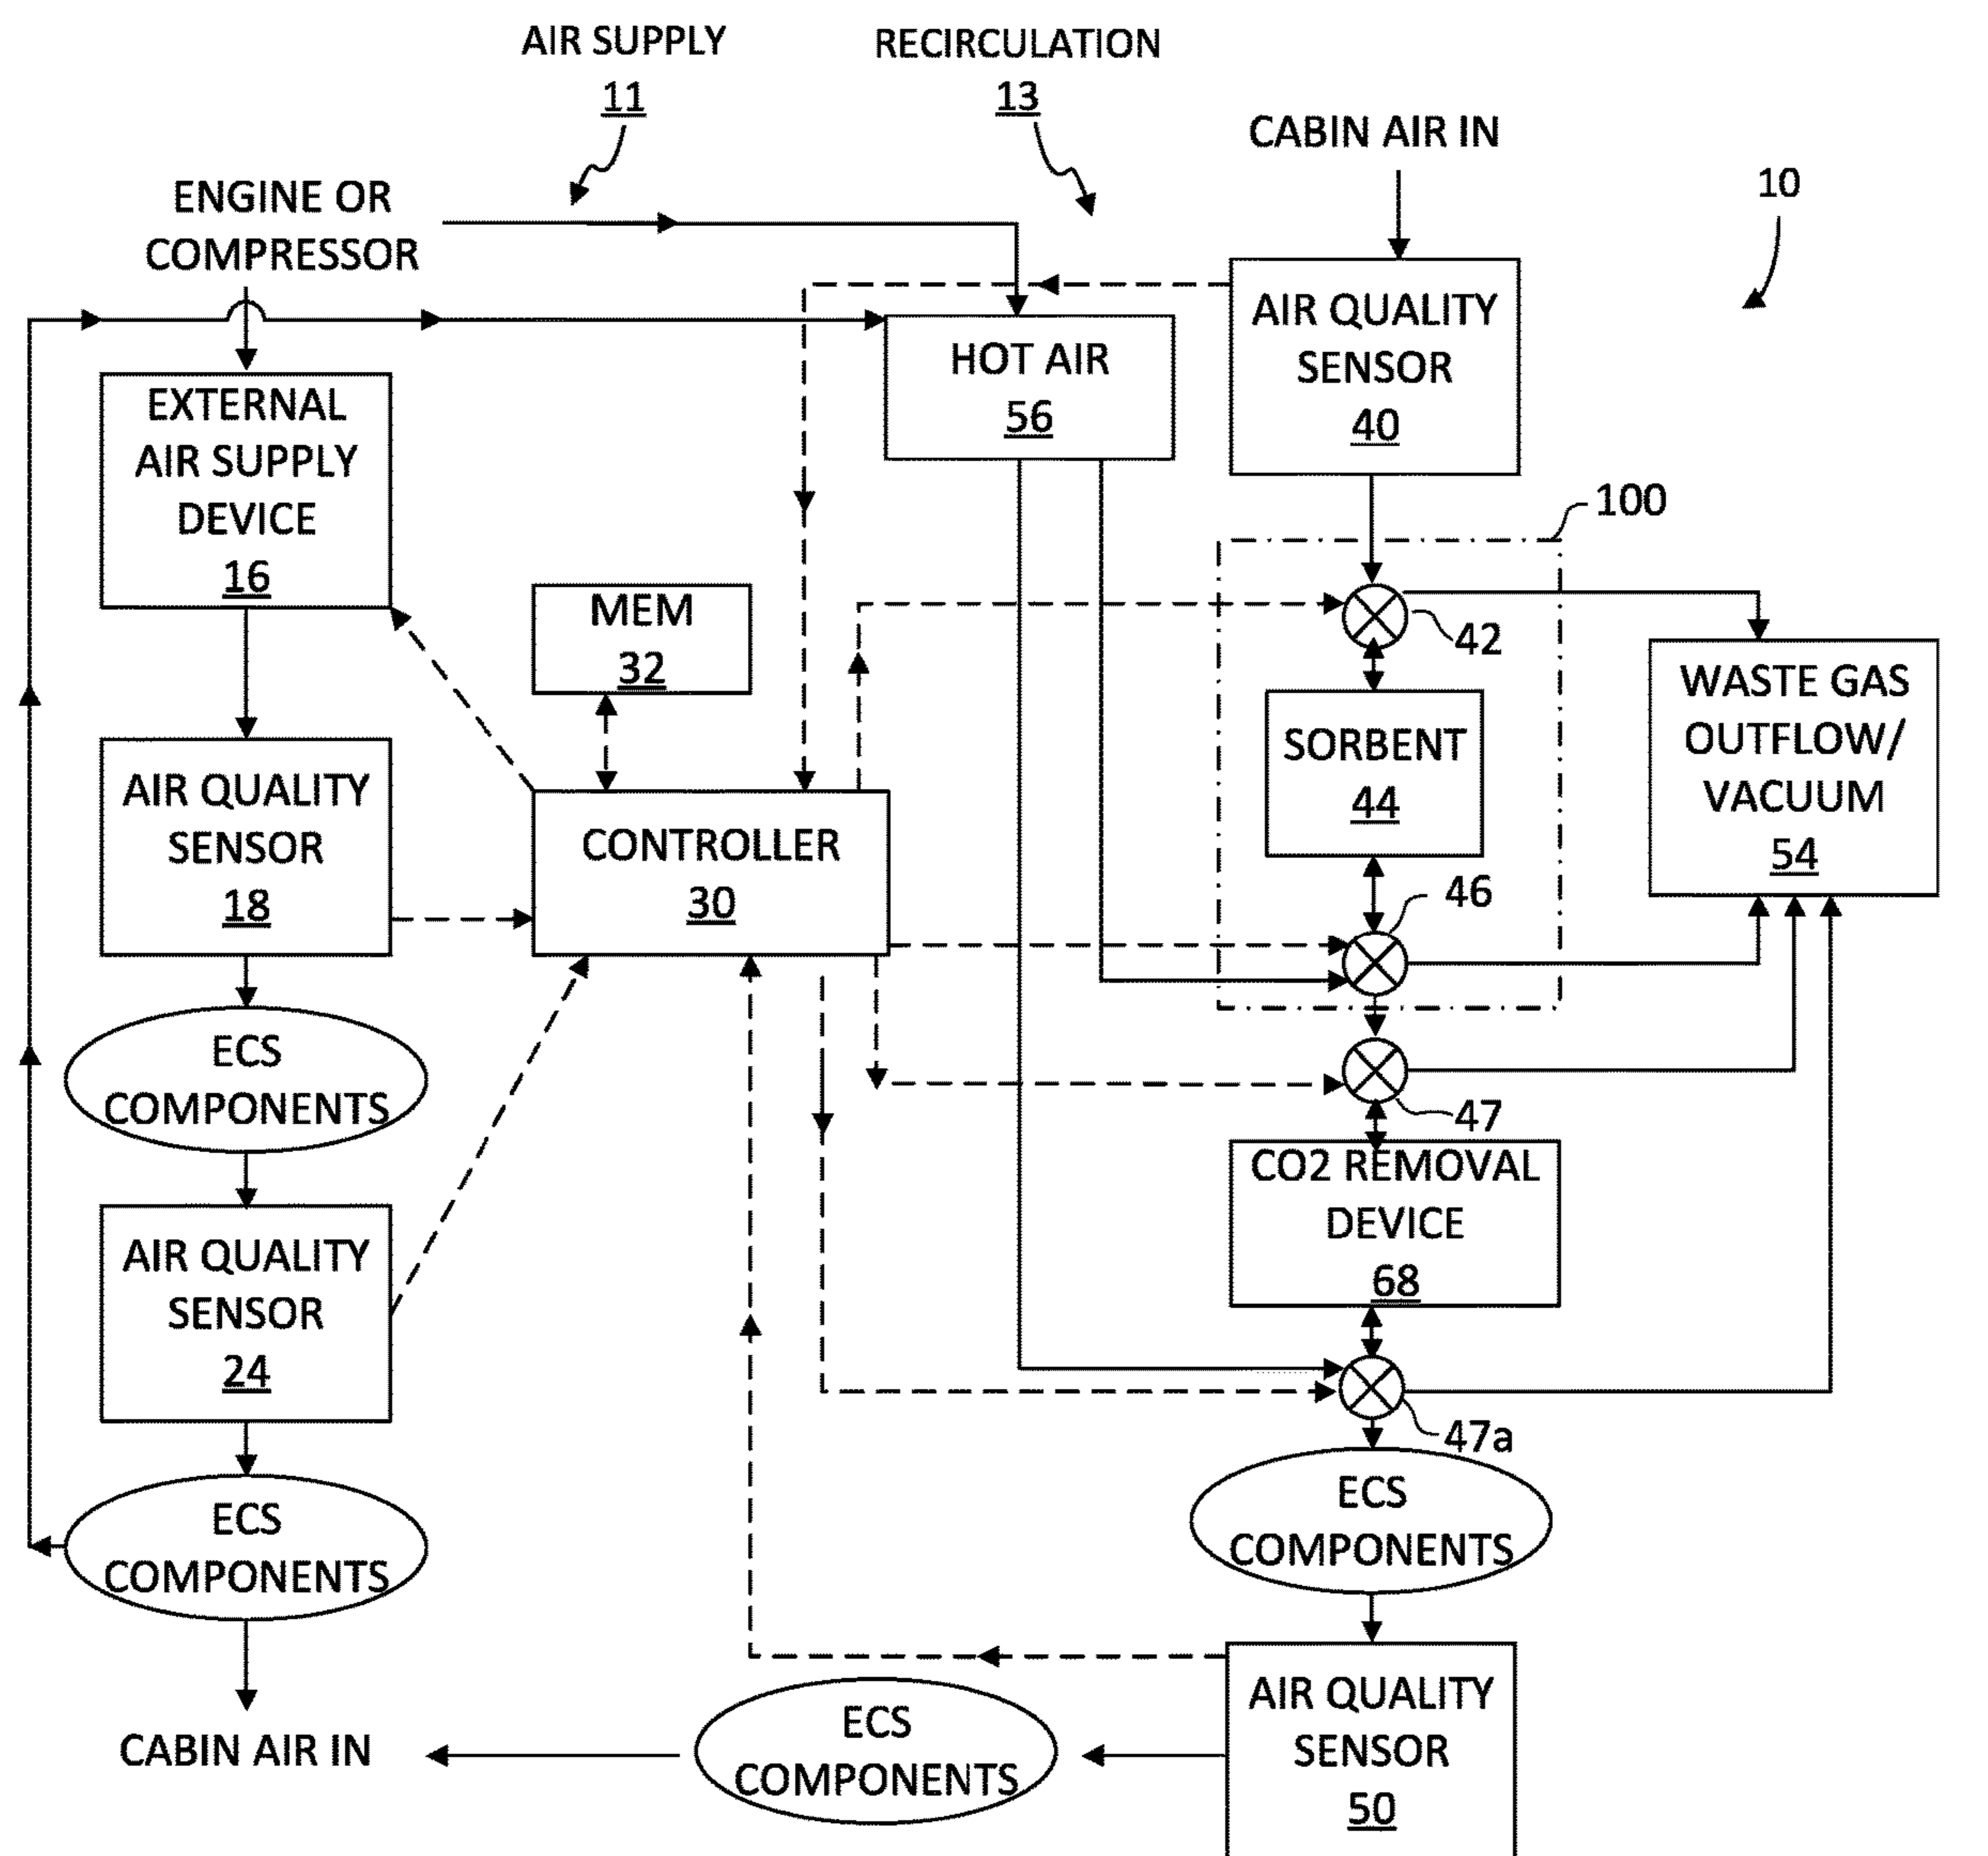 AIR SUPPLY
11
RECIRCULATION
13
CABIN AIR IN
10
ENGINE OR
COMPRESSOR
HOT AIR
56
AIR QUALITY
SENSOR
40
EXTERNAL
AIR SUPPLY
DEVICE
16
100
MEM
32
42
SORBENT
44
WASTE GAS
OUTFLOW/
VACUUM
54
AIR QUALITY
SENSOR
18
CONTROLLER
30
46
ECS
COMPONENTS
47
CO2 REMOVAL
DEVICE
68
AIR QUALITY
SENSOR
24
47a
ECS
COMPONENTS
ECS
COMPONENTS
CABIN AIR IN
ECS
COMPONENTS
AIR QUALITY
SENSOR
50